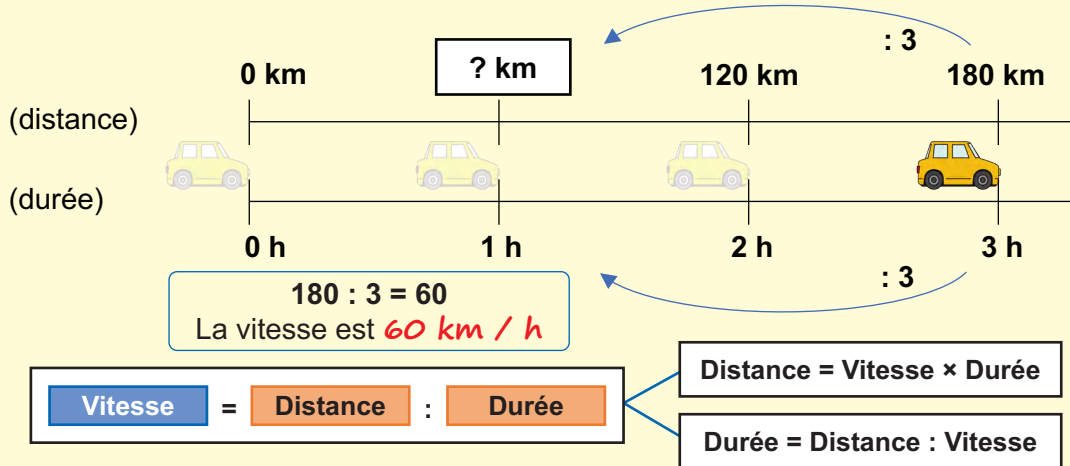 : 3
0 km ? km 120 km 180 km
(distance)
(durée)
0 h 1 h 2 h 3 h
: 3
180 : 3 = 60
La vitesse est 60 km / h
Vitesse = Distance : Durée
Distance = Vitesse × Durée
Durée = Distance : Vitesse